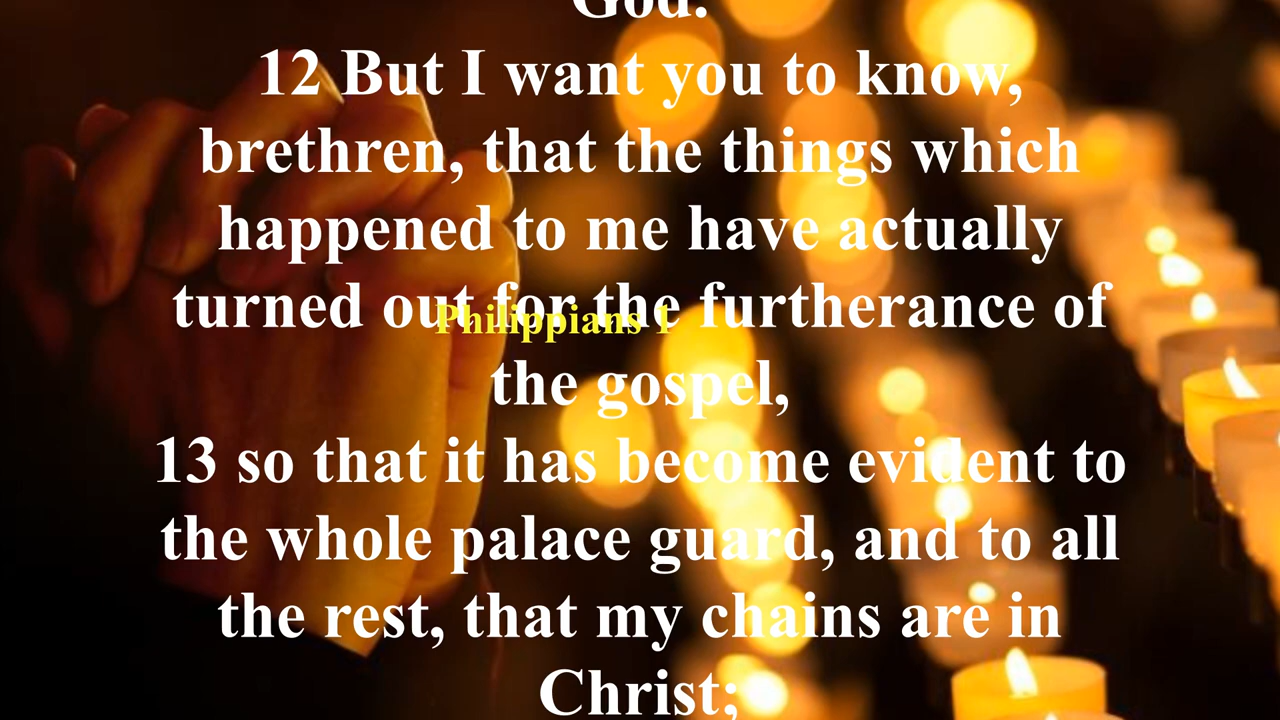 God.
12 But I want you to know,
brethren, that the things which
happened to me have actually
turned out for the furtherance of
Philippians 1
the gospel,
13 so that it has become evident to
the whole palace guard, and to all
the rest, that my chains are in
Christ;